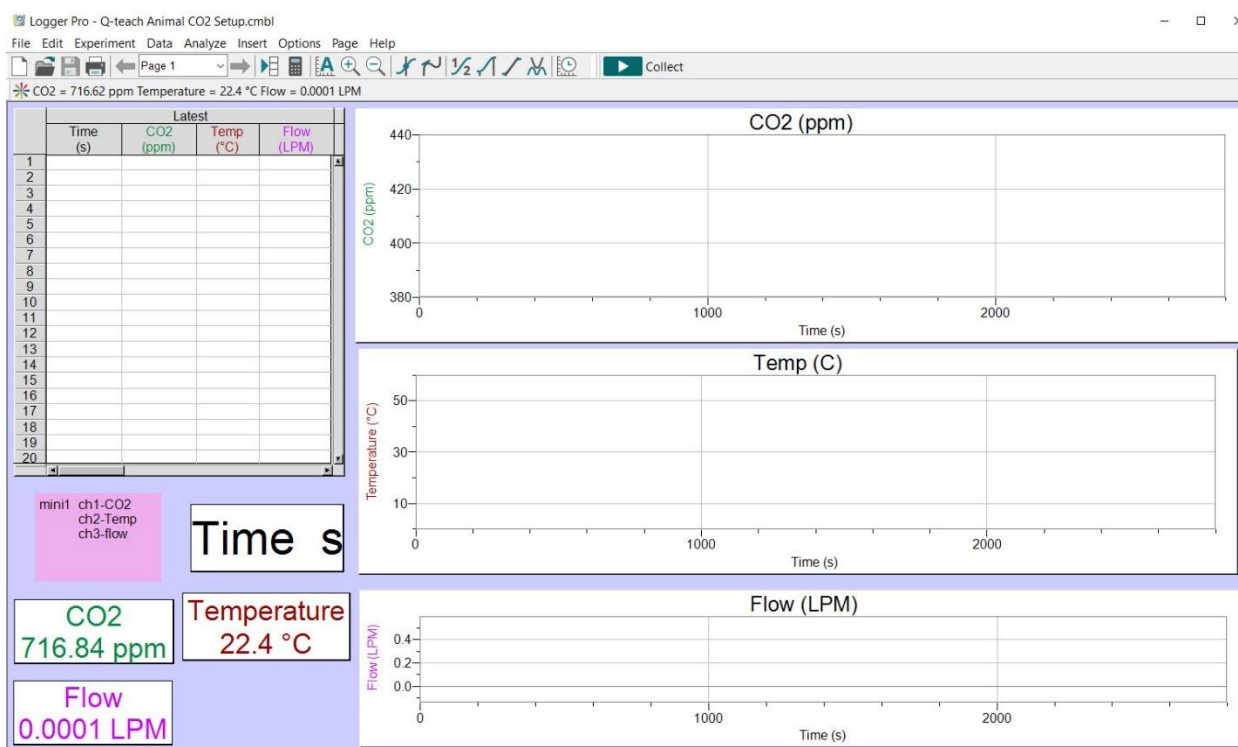 Logger Pro - Q-teach Animal CO2 Setup.cmbl
File Edit Experiment Data Analyze Insert Options Page Help
Page 1
Collect
CO2 = 716.62 ppm Temperature = 22.4 °C Flow = 0.0001 LPM
Latest
Time CO2 Temp Flow
(s) (ppm) (°C) (LPM)
1
2
3
4
5
6
7
8
9
10
11
12
13
14
15
16
17
18
19
20
mini1 ch1-CO2
ch2-Temp
ch3-flow
Time s
CO2
716.84 ppm
Temperature
22.4 °C
Flow
0.0001 LPM
CO2 (ppm)
CO2 (ppm)
440
420
400
380
0 1000 2000
Time (s)
Temp (C)
Temperature (°C)
50
30
10
0 1000 2000
Time (s)
Flow (LPM)
Flow (LPM)
0.4
0.2
0.0
0 1000 2000
Time (s)